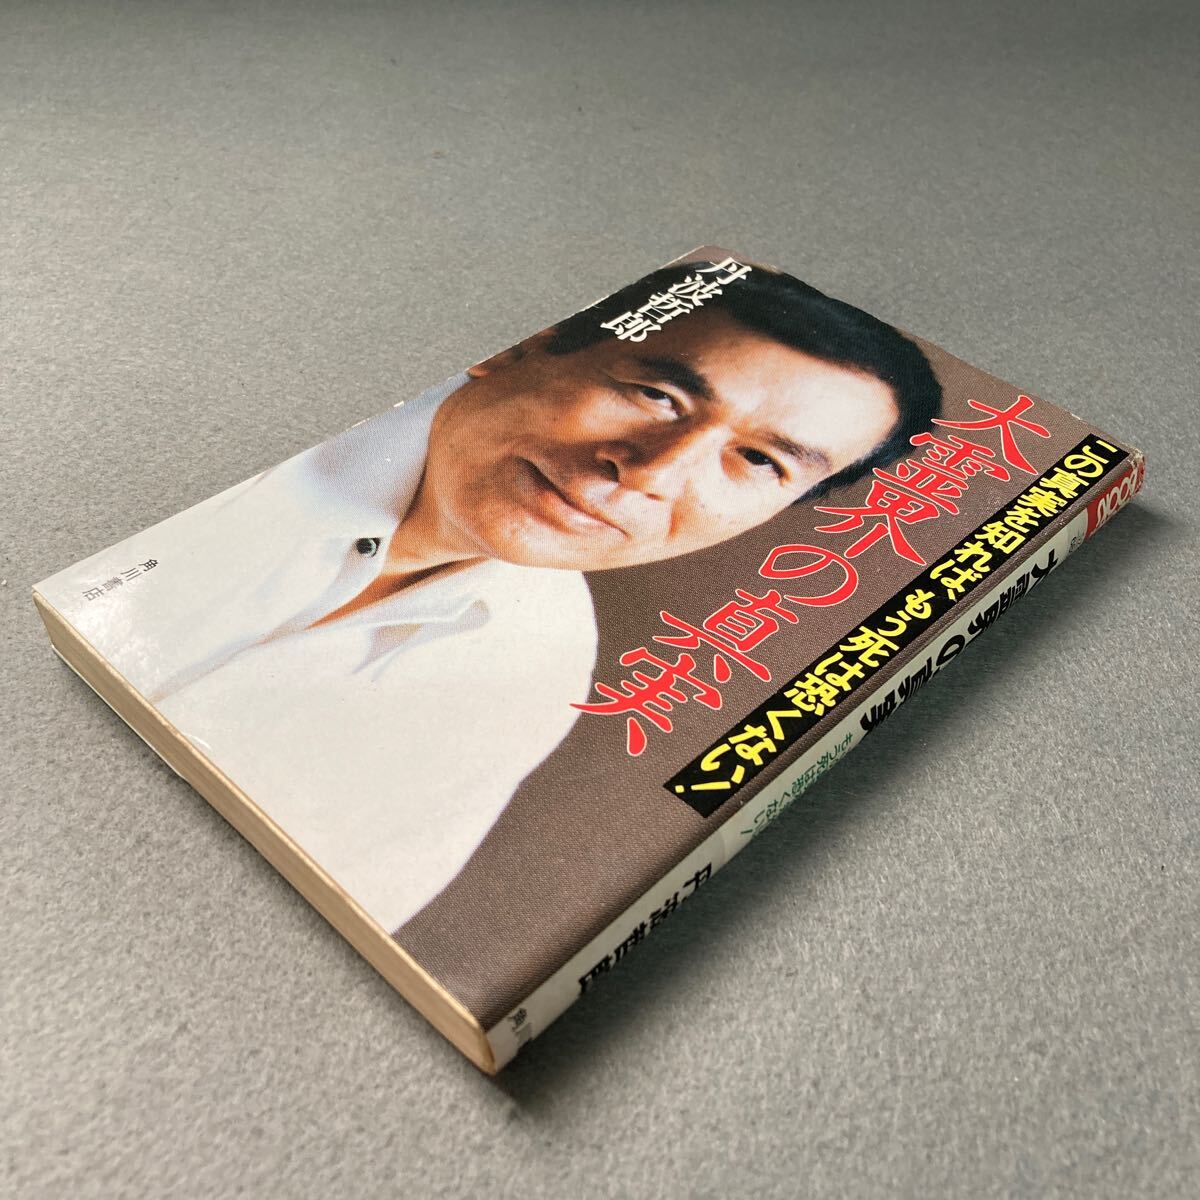 この真実を知れば、もう死は恐くない!
大霊界の真実
丹波哲郎
角川書店
大霊界の真実
もう死は恐くない!
丹波哲郎